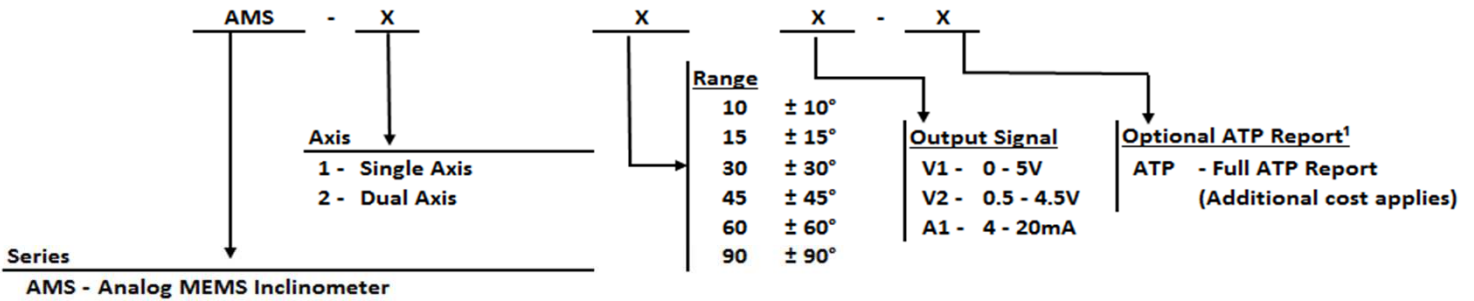 AMS - X X X - X
Range
10 ± 10°
15 ± 15°
30 ± 30°
45 ± 45°
60 ± 60°
90 ± 90°
Axis
1 - Single Axis
2 - Dual Axis
Output Signal
V1 - 0 - 5V
V2 - 0.5 - 4.5V
A1 - 4 - 20mA
Optional ATP Report¹
ATP - Full ATP Report
(Additional cost applies)
Series
AMS - Analog MEMS Inclinometer